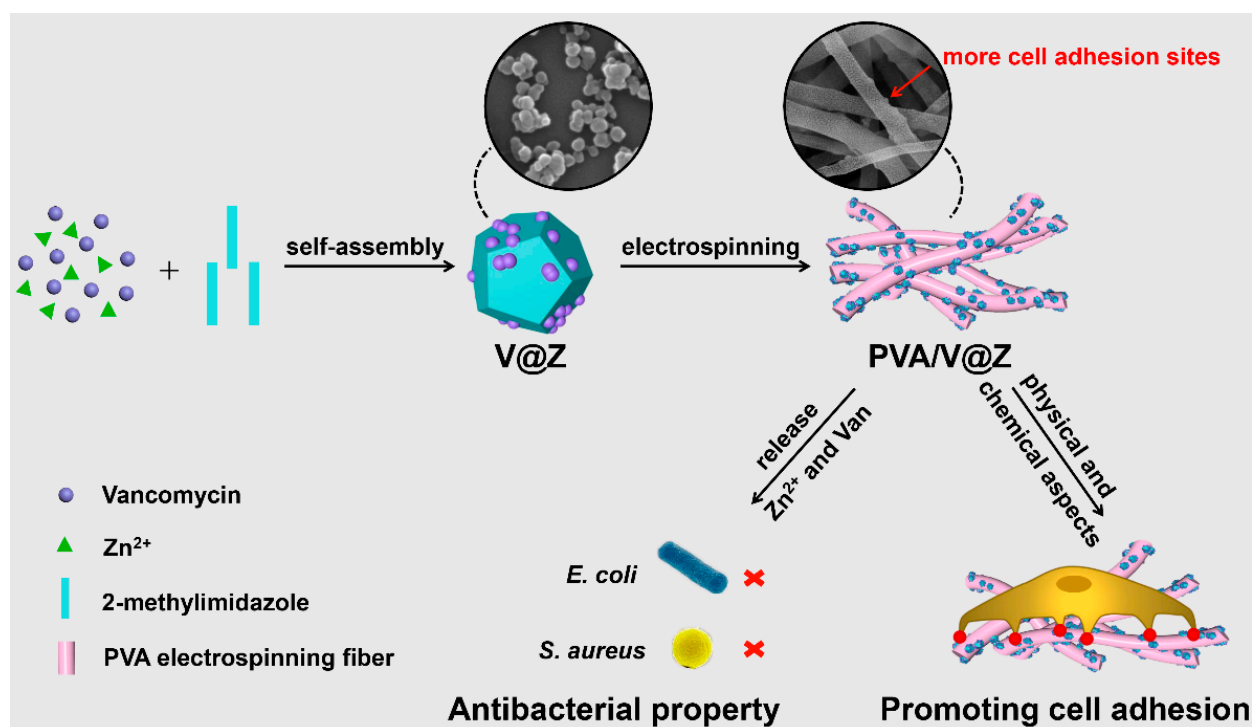 more cell adhesion sites
+
self-assembly
electrospinning
V@Z
PVA/V@Z
release
Zn²⁺ and Van
physical and
chemical aspects
Vancomycin
Zn²⁺
2-methylimidazole
PVA electrospinning fiber
E. coli
S. aureus
Antibacterial property
Promoting cell adhesion